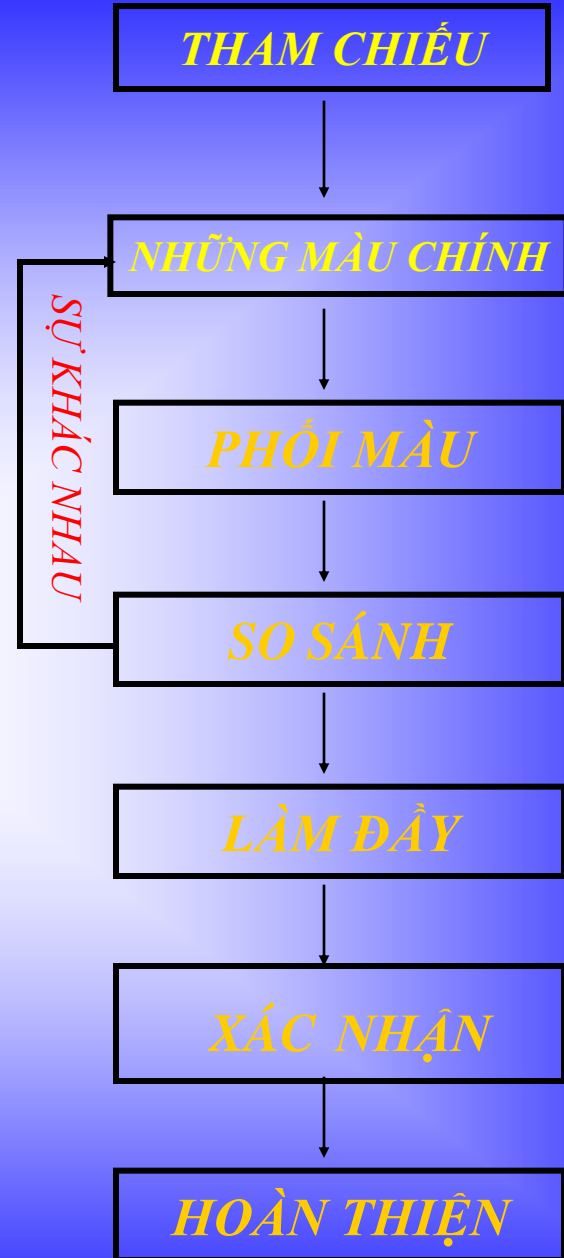 THAM CHIẾU
NHỮNG MÀU CHÍNH
SỰ KHÁC NHAU
PHỐI MÀU
SO SÁNH
LÀM ĐẦY
XÁC NHẬN
HOÀN THIỆN